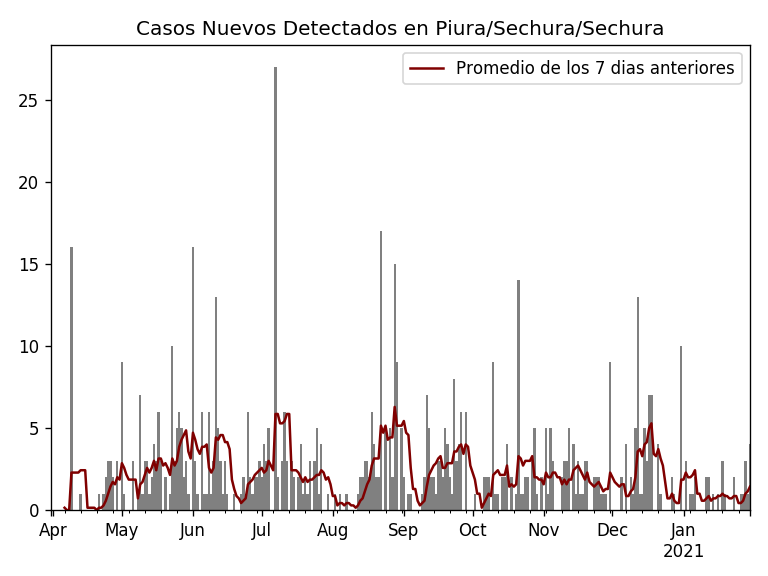 Casos Nuevos Detectados en Piura/Sechura/Sechura
Promedio de los 7 dias anteriores
25
20
15
10
5
0
Apr May Jun Jul Aug Sep Oct Nov Dec Jan
2021